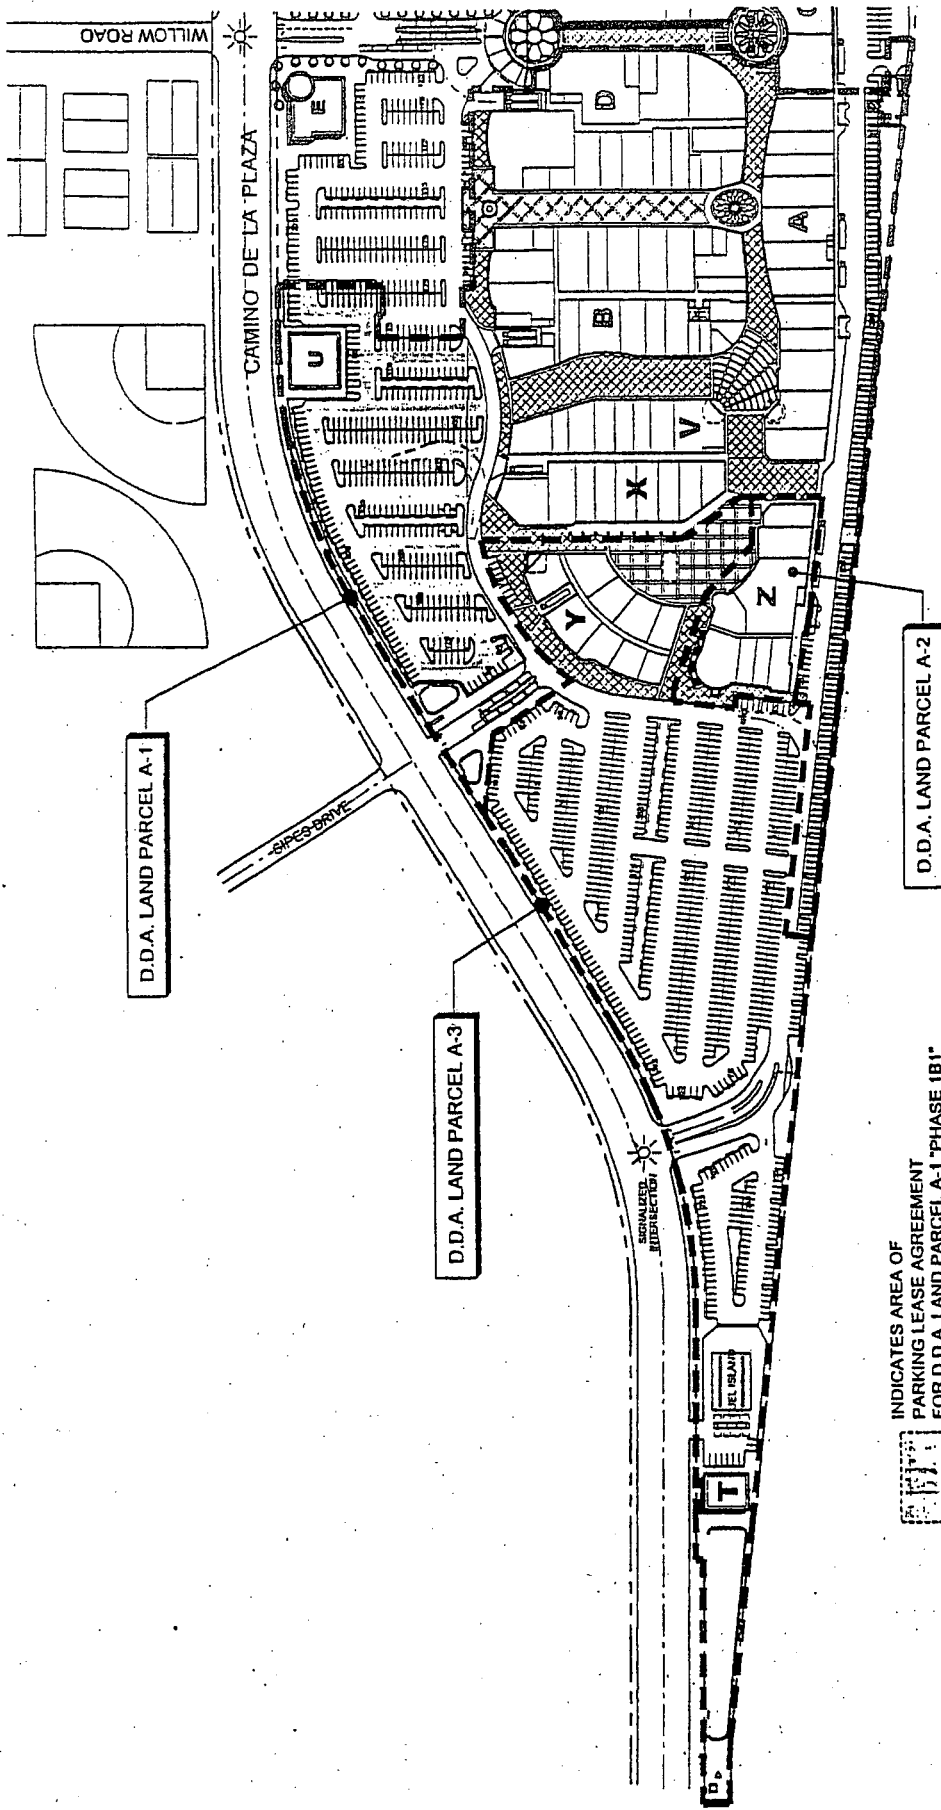 WILLOW ROAD
CAMINO DE LA PLAZA
E
D
U
B
A
V
X
Y
Z
D.D.A. LAND PARCEL A-1
SIPES DRIVE
D.D.A. LAND PARCEL A-2
D.D.A. LAND PARCEL A-3
SIGNALIZED
INTERSECTION
UEL ISLAND
T
INDICATES AREA OF
PARKING LEASE AGREEMENT
FOR D.D.A. LAND PARCEL A-1 "PHASE 1B1"